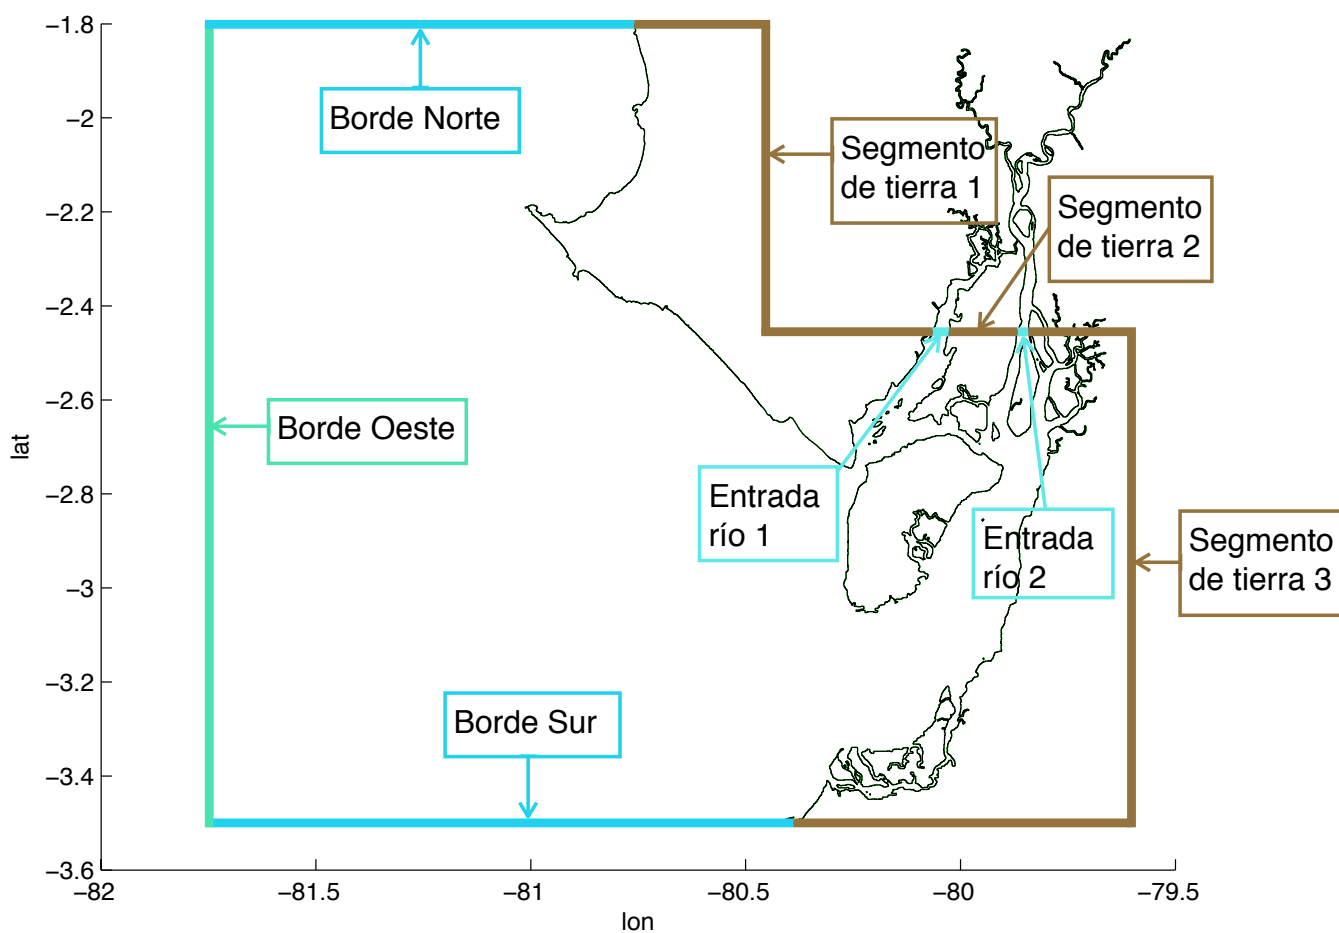 −1.8
−2
−2.2
−2.4
−2.6
−2.8
−3
−3.2
−3.4
−3.6
lat
Borde Norte
Segmento
de tierra 1
Segmento
de tierra 2
Borde Oeste
Entrada
río 1
Entrada
río 2
Segmento
de tierra 3
Borde Sur
−82
−81.5
−81
−80.5
−80
−79.5
lon